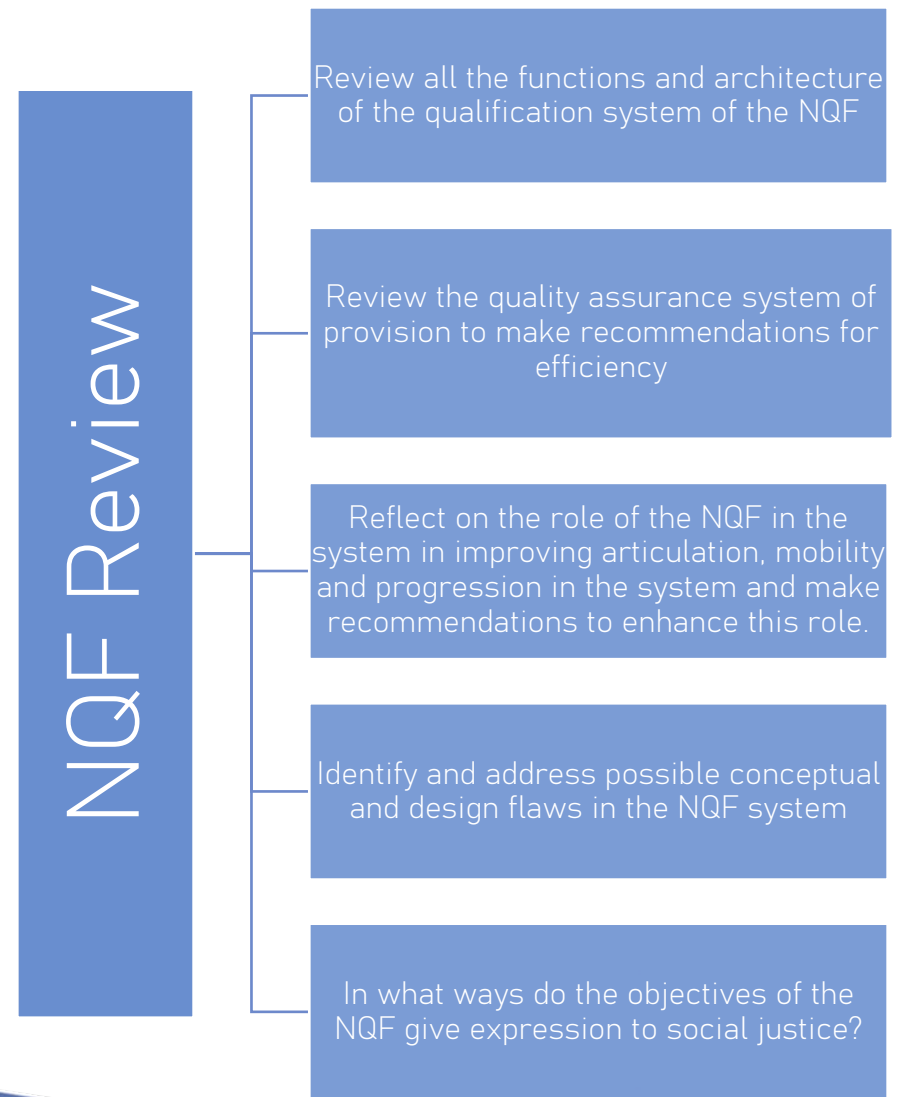 NQF Review
Review all the functions and architecture
of the qualification system of the NQF
Review the quality assurance system of
provision to make recommendations for
efficiency
Reflect on the role of the NQF in the
system in improving articulation, mobility
and progression in the system and make
recommendations to enhance this role.
Identify and address possible conceptual
and design flaws in the NQF system
In what ways do the objectives of the
NQF give expression to social justice?